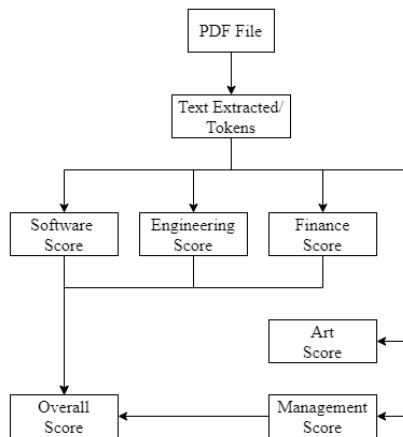 PDF File
Text Extracted/
Tokens
Software
Score
Engineering
Score
Finance
Score
Art
Score
Overall
Score
Management
Score